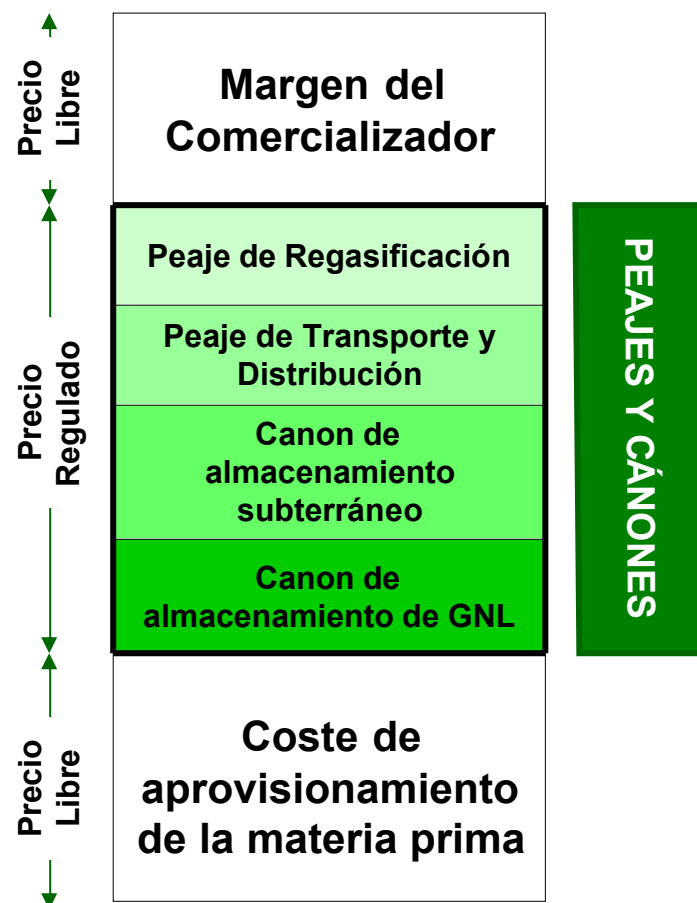 Precio
Libre
Margen del
Comercializador
Precio
Regulado
Peaje de Regasificación
Peaje de Transporte y
Distribución
Canon de
almacenamiento
subterráneo
Canon de
almacenamiento de GNL
PEAJES Y CÁNONES
Precio
Libre
Coste de
aprovisionamiento
de la materia prima